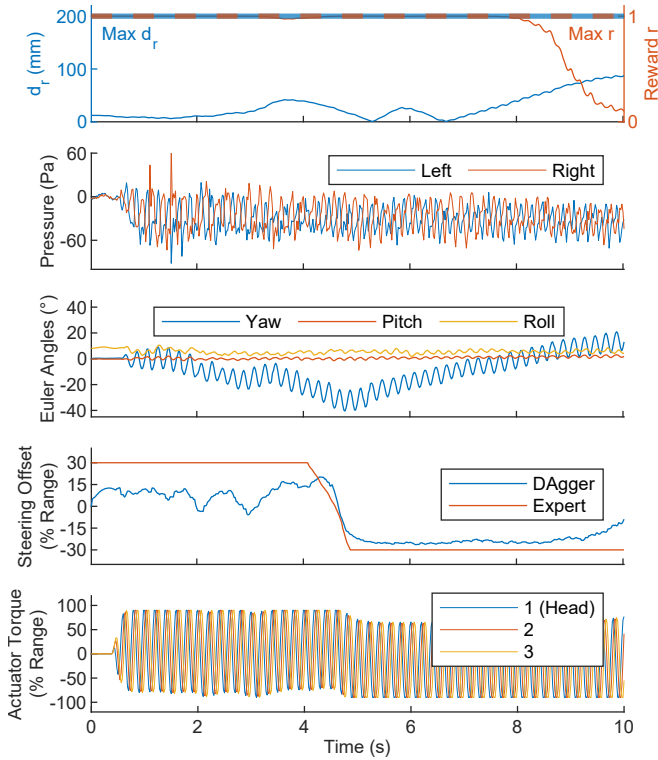 200
Max d_r
Max r
1
d_r (mm)
100
Reward r
0
0
60
Left
Right
Pressure (Pa)
0
-60
40
Yaw
Pitch
Roll
Euler Angles (°)
20
0
-20
-40
30
Steering Offset
(% Range)
15
DAgger
0
Expert
-15
-30
100
Actuator Torque
(% Range)
1 (Head)
50
2
0
3
-50
-100
0
2
4
6
8
10
Time (s)